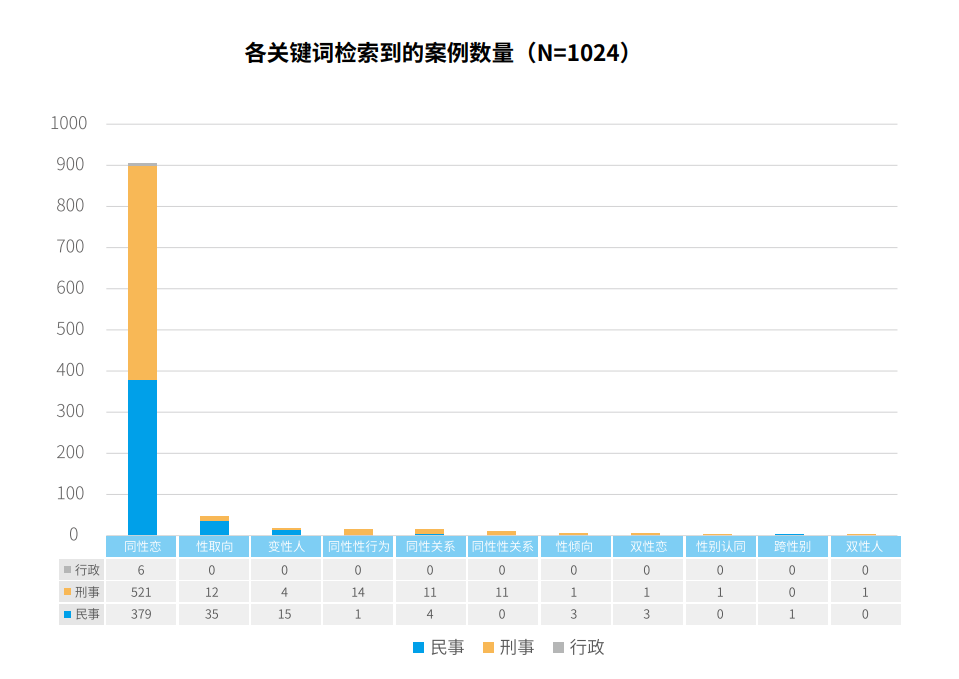 各关键词检索到的案例数量（N=1024）
1000
900
800
700
600
500
400
300
200
100
0
同性恋 性取向 变性人 同性性行为 同性关系 同性性关系 性倾向 双性恋 性别认同 跨性别 双性人
行政 6 0 0 0 0 0 0 0 0 0 0
刑事 521 12 4 14 11 11 1 1 1 0 1
民事 379 35 15 1 4 0 3 3 0 1 0
民事 刑事 行政